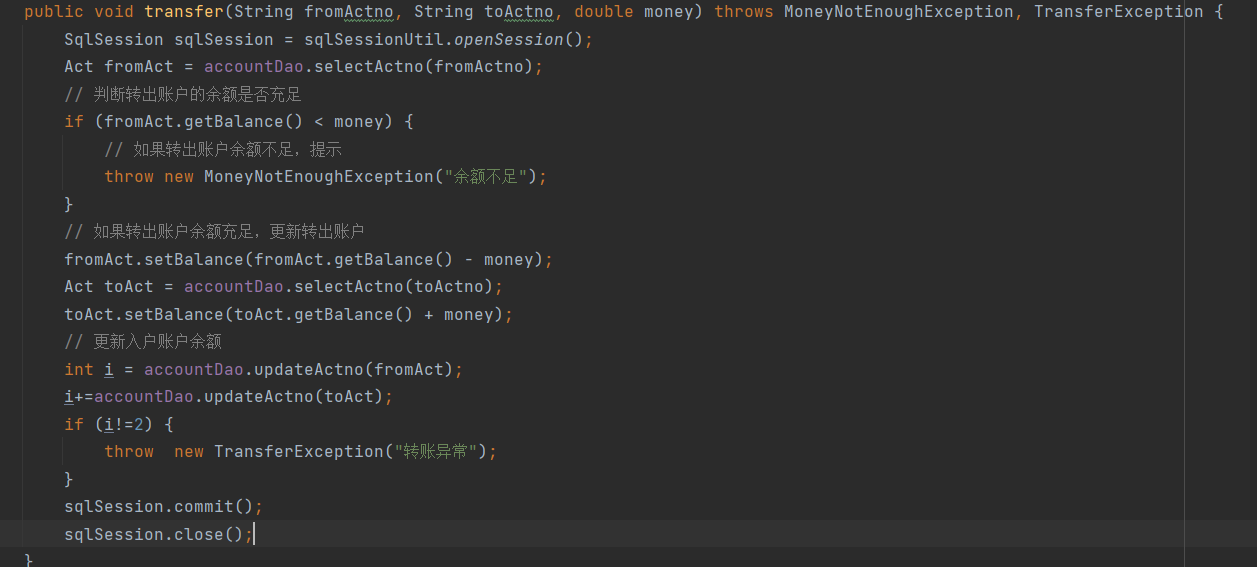 public void transfer(String fromActno, String toActno, double money) throws MoneyNotEnoughException, TransferException {
    SqlSession sqlSession = sqlSessionUtil.openSession();
    Act fromAct = accountDao.selectActno(fromActno);
    // 判断转出账户的余额是否充足
    if (fromAct.getBalance() < money) {
        // 如果转出账户余额不足，提示
        throw new MoneyNotEnoughException("余额不足");
    }
    // 如果转出账户余额充足，更新转出账户
    fromAct.setBalance(fromAct.getBalance() - money);
    Act toAct = accountDao.selectActno(toActno);
    toAct.setBalance(toAct.getBalance() + money);
    // 更新入户账户余额
    int i = accountDao.updateActno(fromAct);
    i+=accountDao.updateActno(toAct);
    if (i!=2) {
        throw  new TransferException("转账异常");
    }
    sqlSession.commit();
    sqlSession.close();
}